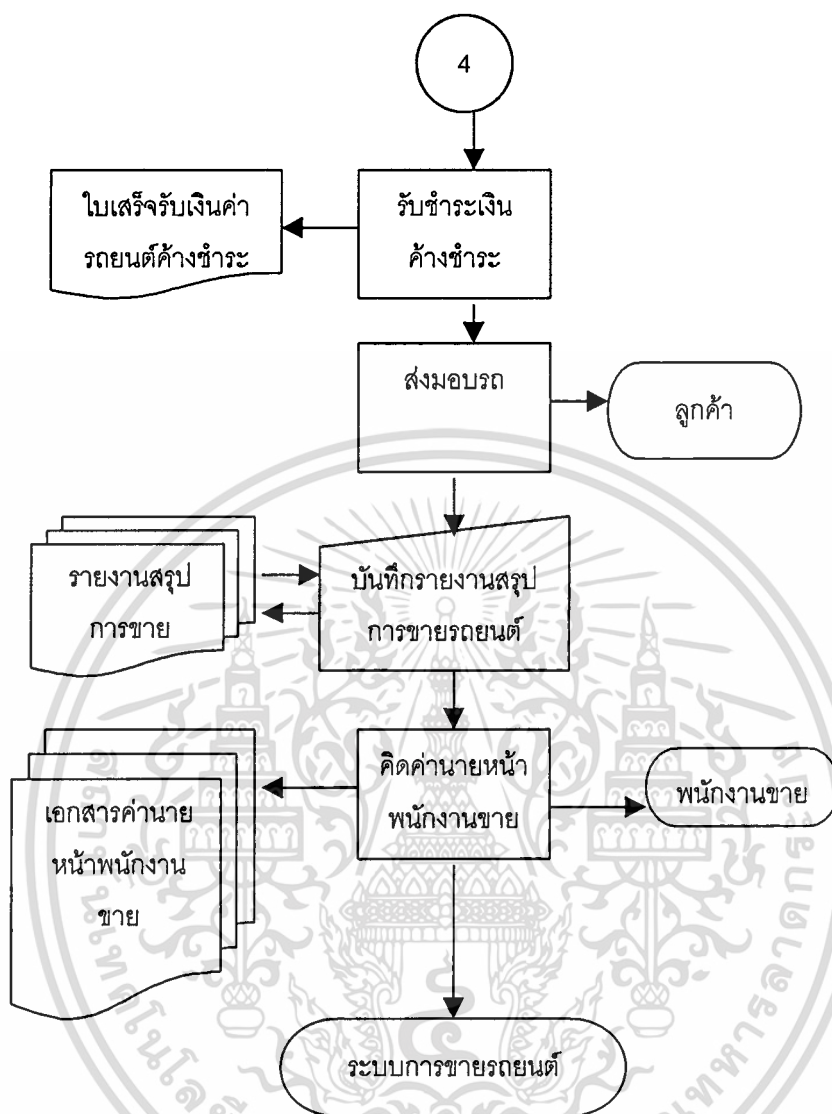 4
ใบเสร็จรับเงินค่า
รถยนต์ค้างชำระ
รับชำระเงิน
ค้างชำระ
ส่งมอบรถ
ลูกค้า
รายงานสรุป
การขาย
บันทึกรายงานสรุป
การขายรถยนต์
คิดค่านายหน้า
พนักงานขาย
พนักงานขาย
เอกสารค่านาย
หน้าพนักงาน
ขาย
ระบบการขายรถยนต์